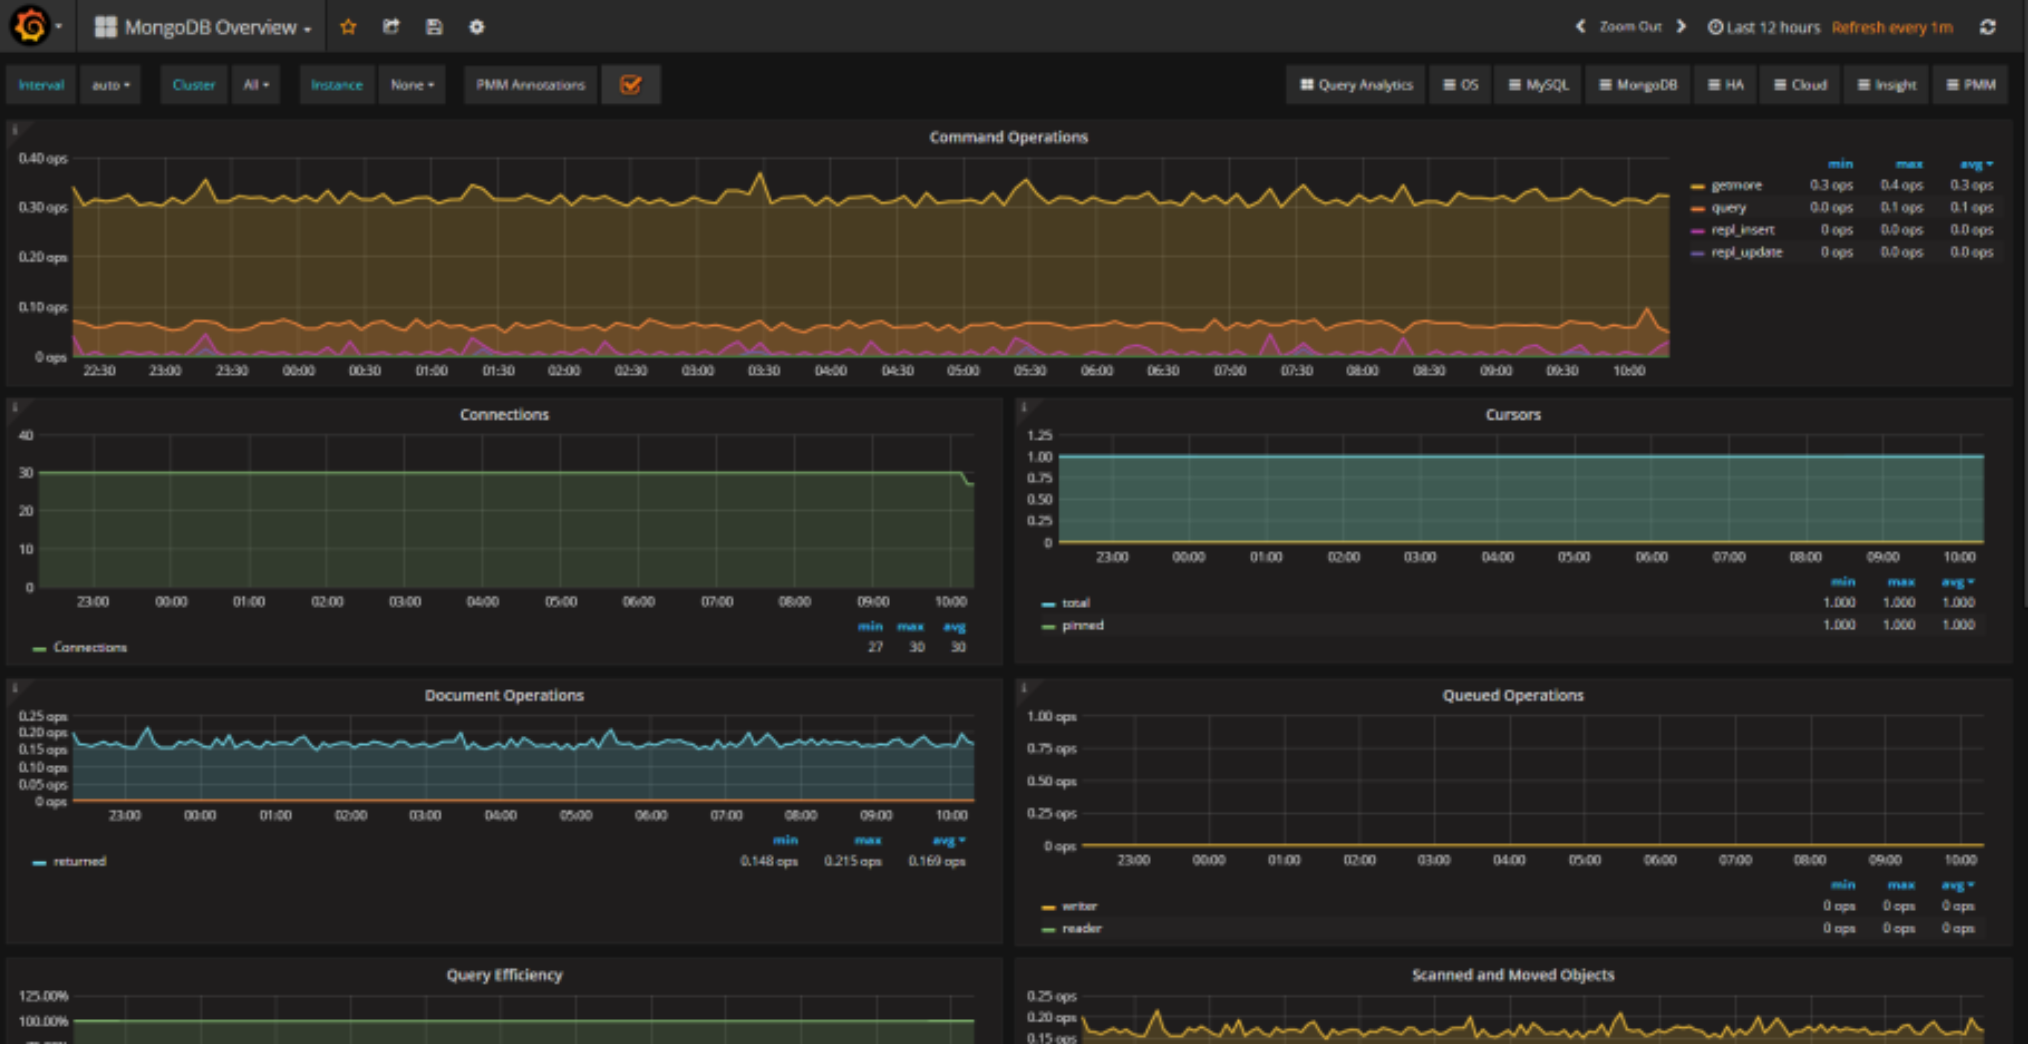 MongoDB Overview
Zoom Out Last 12 hours Refresh every 1m
Interval auto Cluster All Instance None PMM Annotations Query Analytics OS MySQL MongoDB HA Cloud Insight PMM
Command Operations
0.40 ops
0.30 ops
0.20 ops
0.10 ops
0 ops
22:30 23:00 23:30 00:00 00:30 01:00 01:30 02:00 02:30 03:00 03:30 04:00 04:30 05:00 05:30 06:00 06:30 07:00 07:30 08:00 08:30 09:00 09:30 10:00
min max avg
getmore 0.3 ops 0.4 ops 0.3 ops
query 0.0 ops 0.1 ops 0.1 ops
repl_insert 0 ops 0.0 ops 0.0 ops
repl_update 0 ops 0.0 ops 0.0 ops
Connections
40
30
20
10
0
23:00 00:00 01:00 02:00 03:00 04:00 05:00 06:00 07:00 08:00 09:00 10:00
min max avg
Connections 27 30 30
Cursors
1.25
1.00
0.75
0.50
0.25
0
23:00 00:00 01:00 02:00 03:00 04:00 05:00 06:00 07:00 08:00 09:00 10:00
min max avg
total 1.000 1.000 1.000
pinned 1.000 1.000 1.000
Document Operations
0.25 ops
0.20 ops
0.15 ops
0.10 ops
0.05 ops
0 ops
23:00 00:00 01:00 02:00 03:00 04:00 05:00 06:00 07:00 08:00 09:00 10:00
min max avg
returned 0.148 ops 0.215 ops 0.169 ops
Queued Operations
1.00 ops
0.75 ops
0.50 ops
0.25 ops
0 ops
23:00 00:00 01:00 02:00 03:00 04:00 05:00 06:00 07:00 08:00 09:00 10:00
min max avg
writer 0 ops 0 ops 0 ops
reader 0 ops 0 ops 0 ops
Query Efficiency
125.00%
100.00%
Scanned and Moved Objects
0.25 ops
0.20 ops
0.15 ops